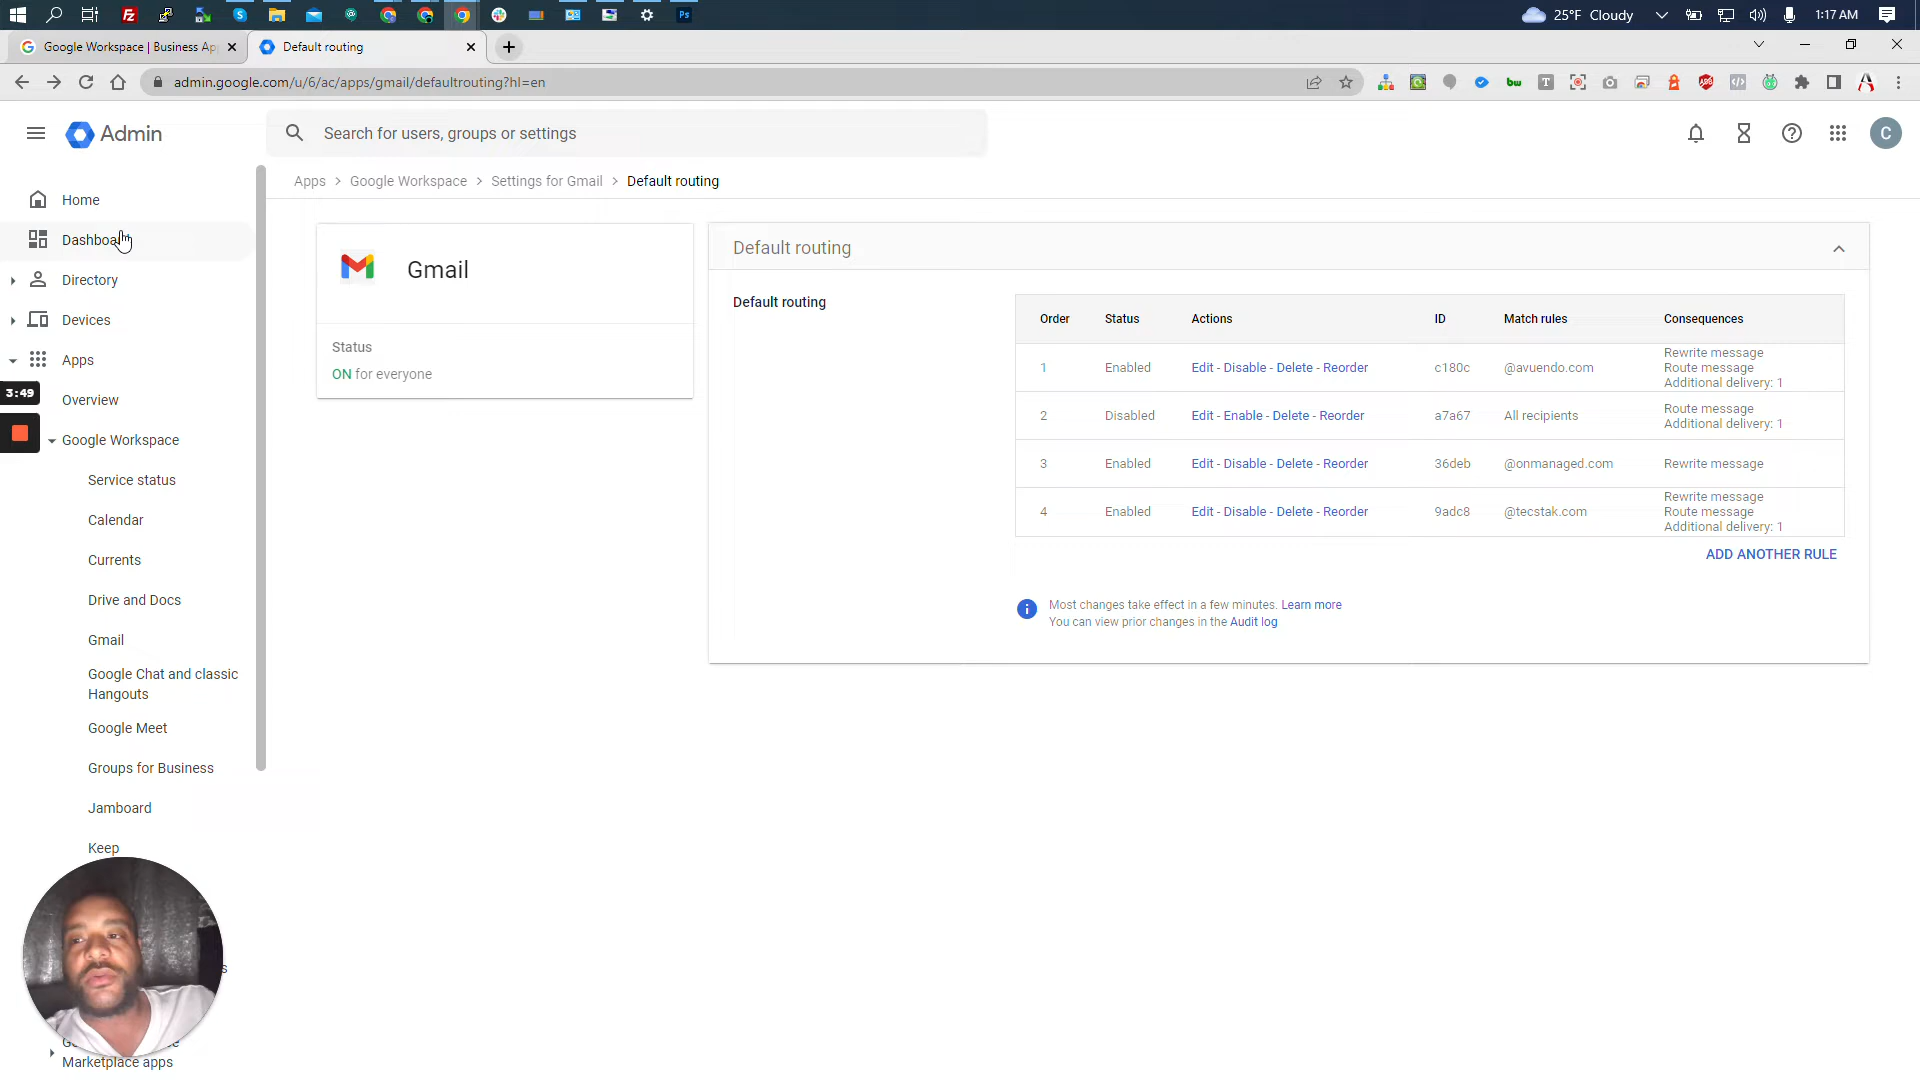 25°F Cloudy
1:17 AM
Google Workspace | Business Ap
Default routing
admin.google.com/u/6/ac/apps/gmail/defaultrouting?hl=en
Admin
Search for users, groups or settings
C
Apps > Google Workspace > Settings for Gmail > Default routing
Home
Dashboard
Directory
Devices
Apps
3:49
Overview
Google Workspace
Service status
Calendar
Currents
Drive and Docs
Gmail
Google Chat and classic
Hangouts
Google Meet
Groups for Business
Jamboard
Keep
Marketplace apps
Gmail
Status
ON for everyone
Default routing
Default routing
Order Status Actions ID Match rules Consequences
1 Enabled Edit - Disable - Delete - Reorder c180c @avuendo.com Rewrite message
Route message
Additional delivery: 1
2 Disabled Edit - Enable - Delete - Reorder a7a67 All recipients Route message
Additional delivery: 1
3 Enabled Edit - Disable - Delete - Reorder 36deb @onmanaged.com Rewrite message
4 Enabled Edit - Disable - Delete - Reorder 9adc8 @tecstak.com Rewrite message
Route message
Additional delivery: 1
ADD ANOTHER RULE
Most changes take effect in a few minutes. Learn more
You can view prior changes in the Audit log